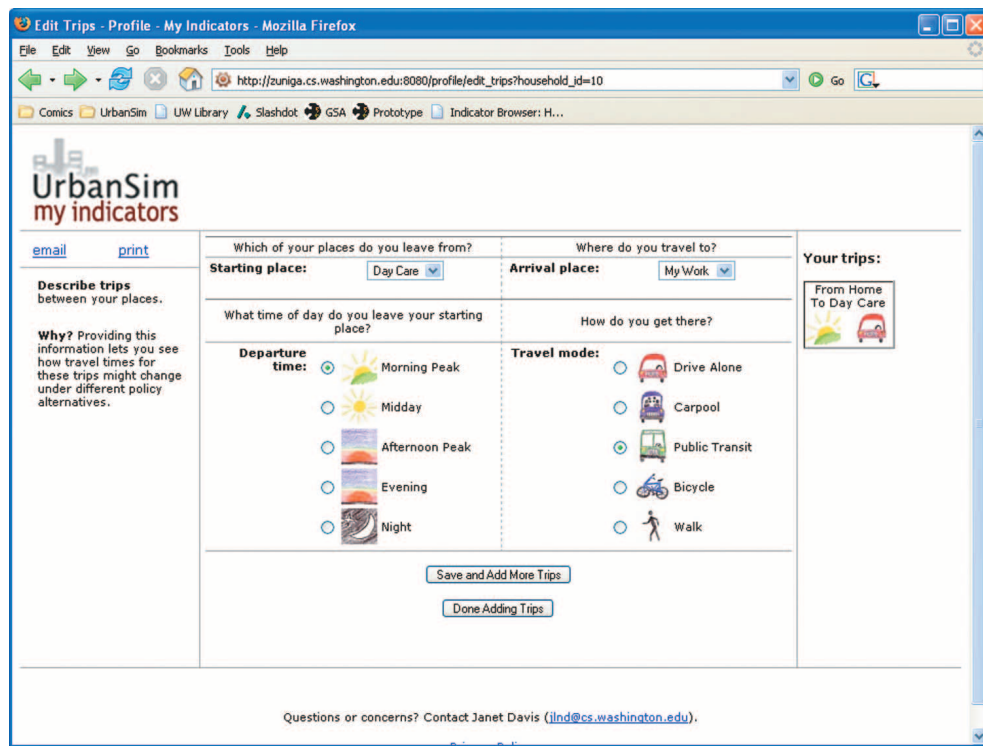 Edit Trips - Profile - My Indicators - Mozilla Firefox
File Edit View Go Bookmarks Tools Help
http://zuniga.cs.washington.edu:8080/profile/edit_trips?household_id=10
Go
G
Comics UrbanSim UW Library Slashdot GSA Prototype Indicator Browser: H...
UrbanSim
my indicators
email print
Describe trips
between your places.
Why? Providing this
information lets you see
how travel times for
these trips might change
under different policy
alternatives.
Which of your places do you leave from?
Starting place: Day Care
Where do you travel to?
Arrival place: My Work
What time of day do you leave your starting
place?
Departure
time:
Morning Peak
Midday
Afternoon Peak
Evening
Night
How do you get there?
Travel mode:
Drive Alone
Carpool
Public Transit
Bicycle
Walk
Save and Add More Trips
Done Adding Trips
Your trips:
From Home
To Day Care
Questions or concerns? Contact Janet Davis (jlnd@cs.washington.edu).